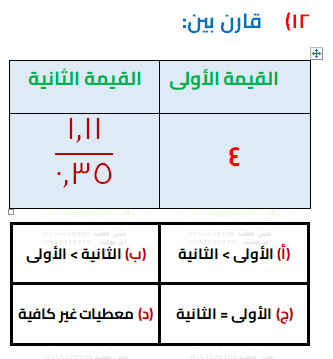 ١٢) قارن بين:
القيمة الأولى القيمة الثانية
٤ ١,١١
٠,٣٥
(أ) الأولى > الثانية (ب) الثانية > الأولى
(ج) الأولى = الثانية (د) معطيات غير كافية